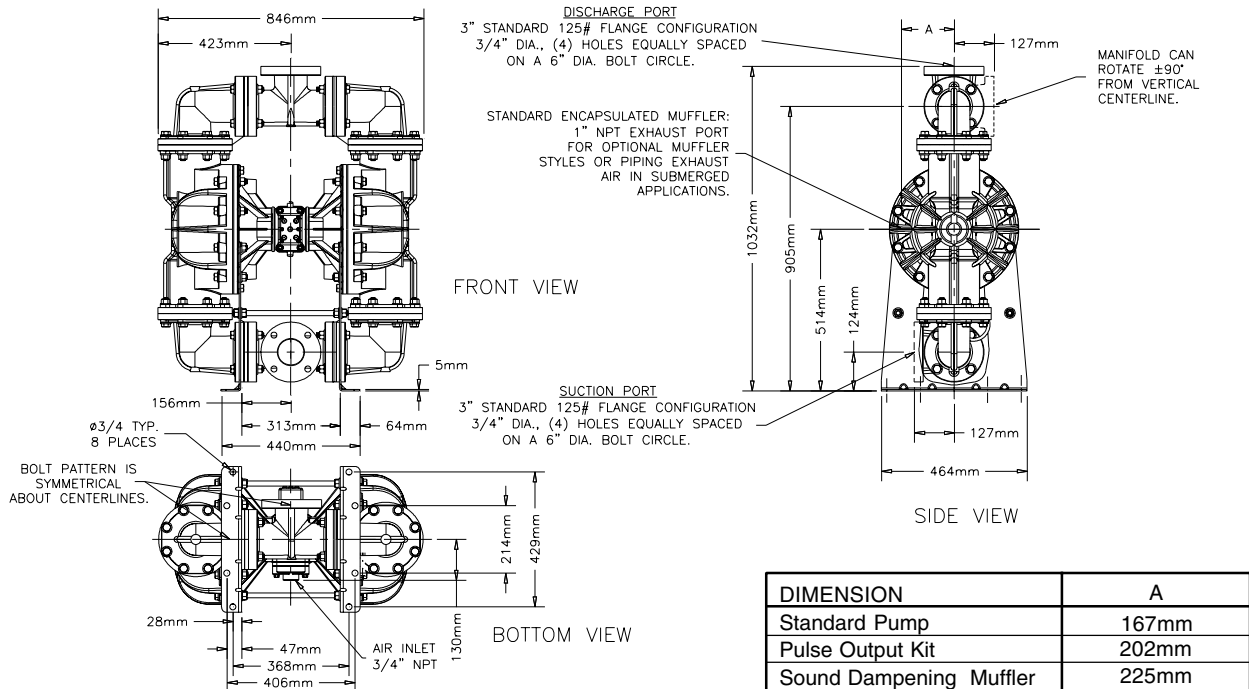 846mm
423mm
DISCHARGE PORT
3" STANDARD 125# FLANGE CONFIGURATION
3/4" DIA., (4) HOLES EQUALLY SPACED
ON A 6" DIA. BOLT CIRCLE.
A
127mm
MANIFOLD CAN
ROTATE ±90°
FROM VERTICAL
CENTERLINE.
STANDARD ENCAPSULATED MUFFLER:
1" NPT EXHAUST PORT
FOR OPTIONAL MUFFLER
STYLES OR PIPING EXHAUST
AIR IN SUBMERGED
APPLICATIONS.
1032mm
905mm
514mm
124mm
FRONT VIEW
5mm
156mm
313mm
64mm
440mm
SUCTION PORT
3" STANDARD 125# FLANGE CONFIGURATION
3/4" DIA., (4) HOLES EQUALLY SPACED
ON A 6" DIA. BOLT CIRCLE.
127mm
464mm
SIDE VIEW
ø3/4 TYP.
8 PLACES
BOLT PATTERN IS
SYMMETRICAL
ABOUT CENTERLINES.
214mm
429mm
130mm
28mm
47mm
368mm
406mm
AIR INLET
3/4" NPT
BOTTOM VIEW
DIMENSION A
Standard Pump 167mm
Pulse Output Kit 202mm
Sound Dampening Muffler 225mm